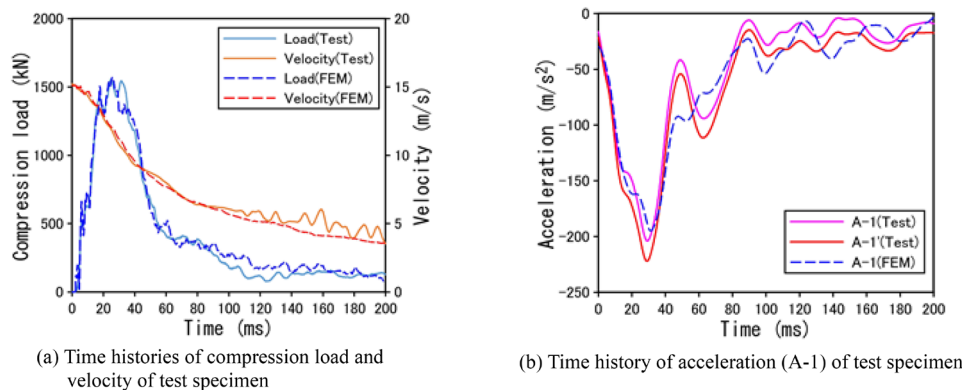 2000
1500
1000
500
0
Compression load (kN)
20
15
10
5
0
Velocity (m/s)
Load(Test)
Velocity(Test)
Load(FEM)
Velocity(FEM)
0 20 40 60 80 100 120 140 160 180 200
Time (ms)
(a) Time histories of compression load and
velocity of test specimen
0
-50
-100
-150
-200
-250
Acceleration (m/s²)
A-1(Test)
A-1'(Test)
A-1(FEM)
0 20 40 60 80 100 120 140 160 180 200
Time (ms)
(b) Time history of acceleration (A-1) of test specimen